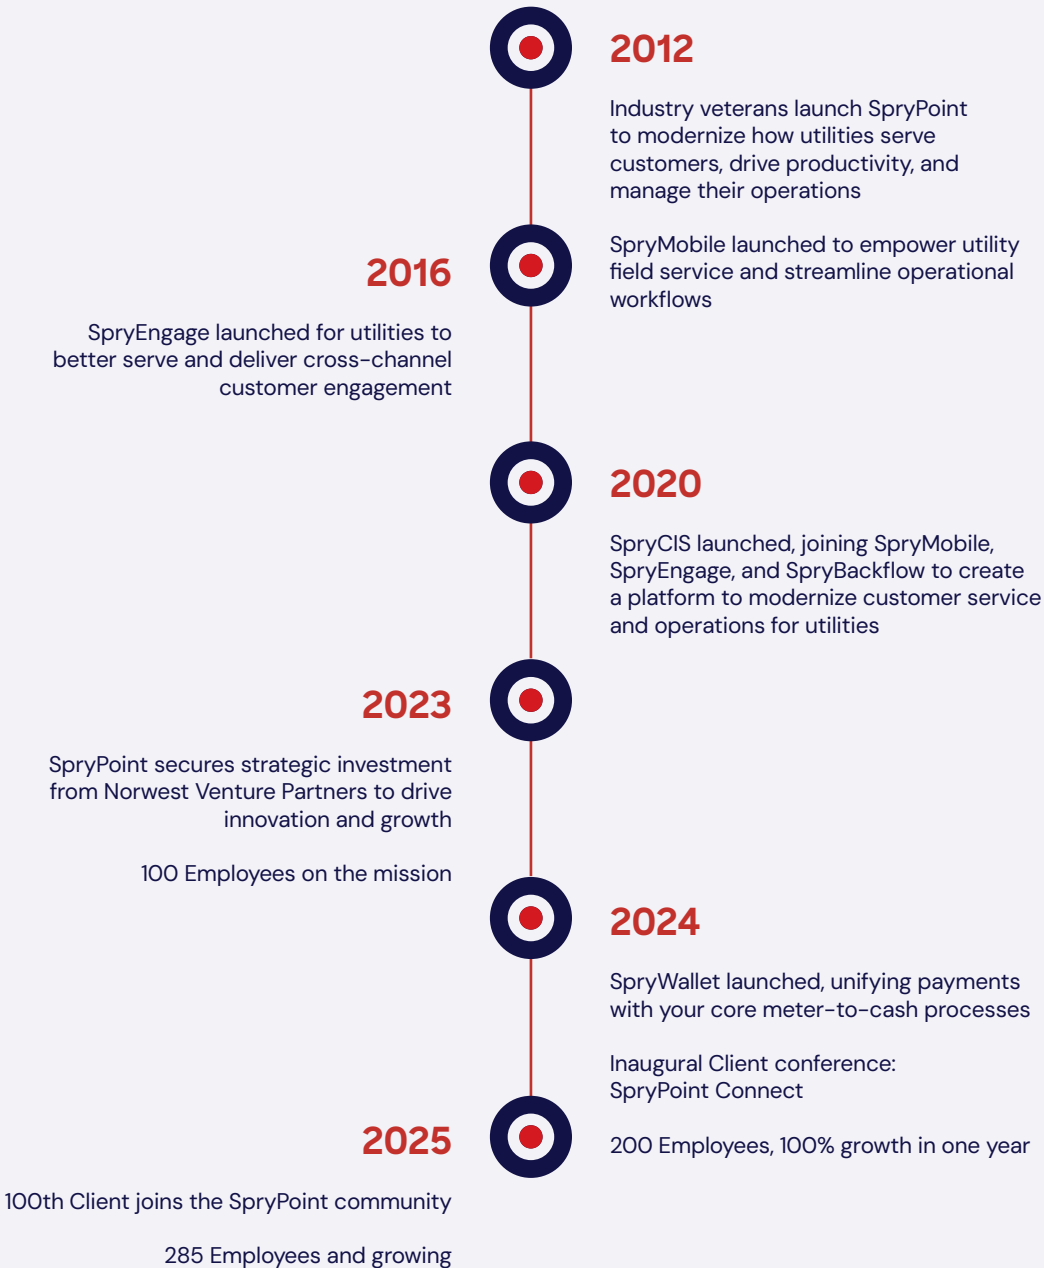 2012
Industry veterans launch SpryPoint
to modernize how utilities serve
customers, drive productivity, and
manage their operations
SpryMobile launched to empower utility
field service and streamline operational
workflows
2016
SpryEngage launched for utilities to
better serve and deliver cross-channel
customer engagement
2020
SpryCIS launched, joining SpryMobile,
SpryEngage, and SpryBackflow to create
a platform to modernize customer service
and operations for utilities
2023
SpryPoint secures strategic investment
from Norwest Venture Partners to drive
innovation and growth
100 Employees on the mission
2024
SpryWallet launched, unifying payments
with your core meter-to-cash processes
Inaugural Client conference:
SpryPoint Connect
200 Employees, 100% growth in one year
2025
100th Client joins the SpryPoint community
285 Employees and growing